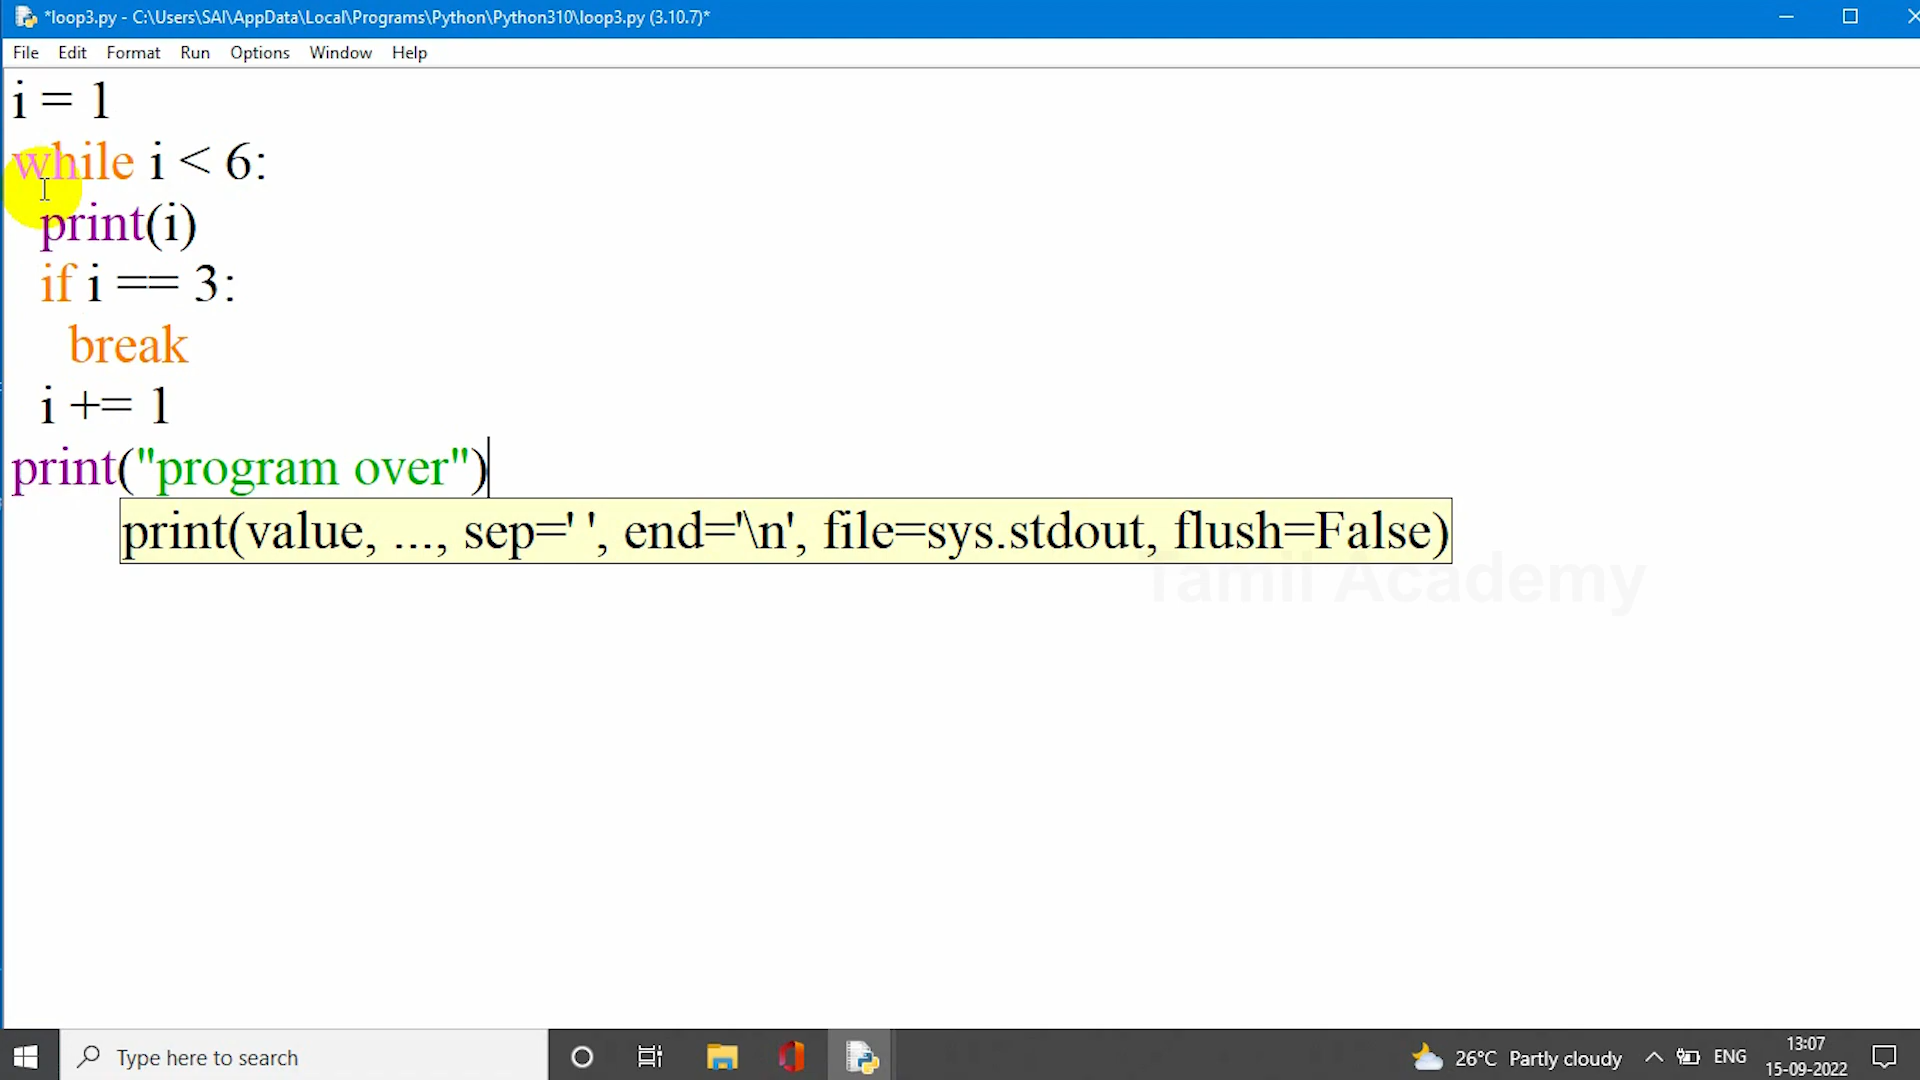 *loop3.py - C:\Users\SAI\AppData\Local\Programs\Python\Python310\loop3.py (3.10.7)*
File Edit Format Run Options Window Help
i = 1
while i < 6:
  print(i)
  if i == 3:
    break
  i += 1
print("program over")
print(value, ..., sep=' ', end='\n', file=sys.stdout, flush=False)
Tamil Academy
Type here to search
26°C Partly cloudy
ENG
13:07
15-09-2022